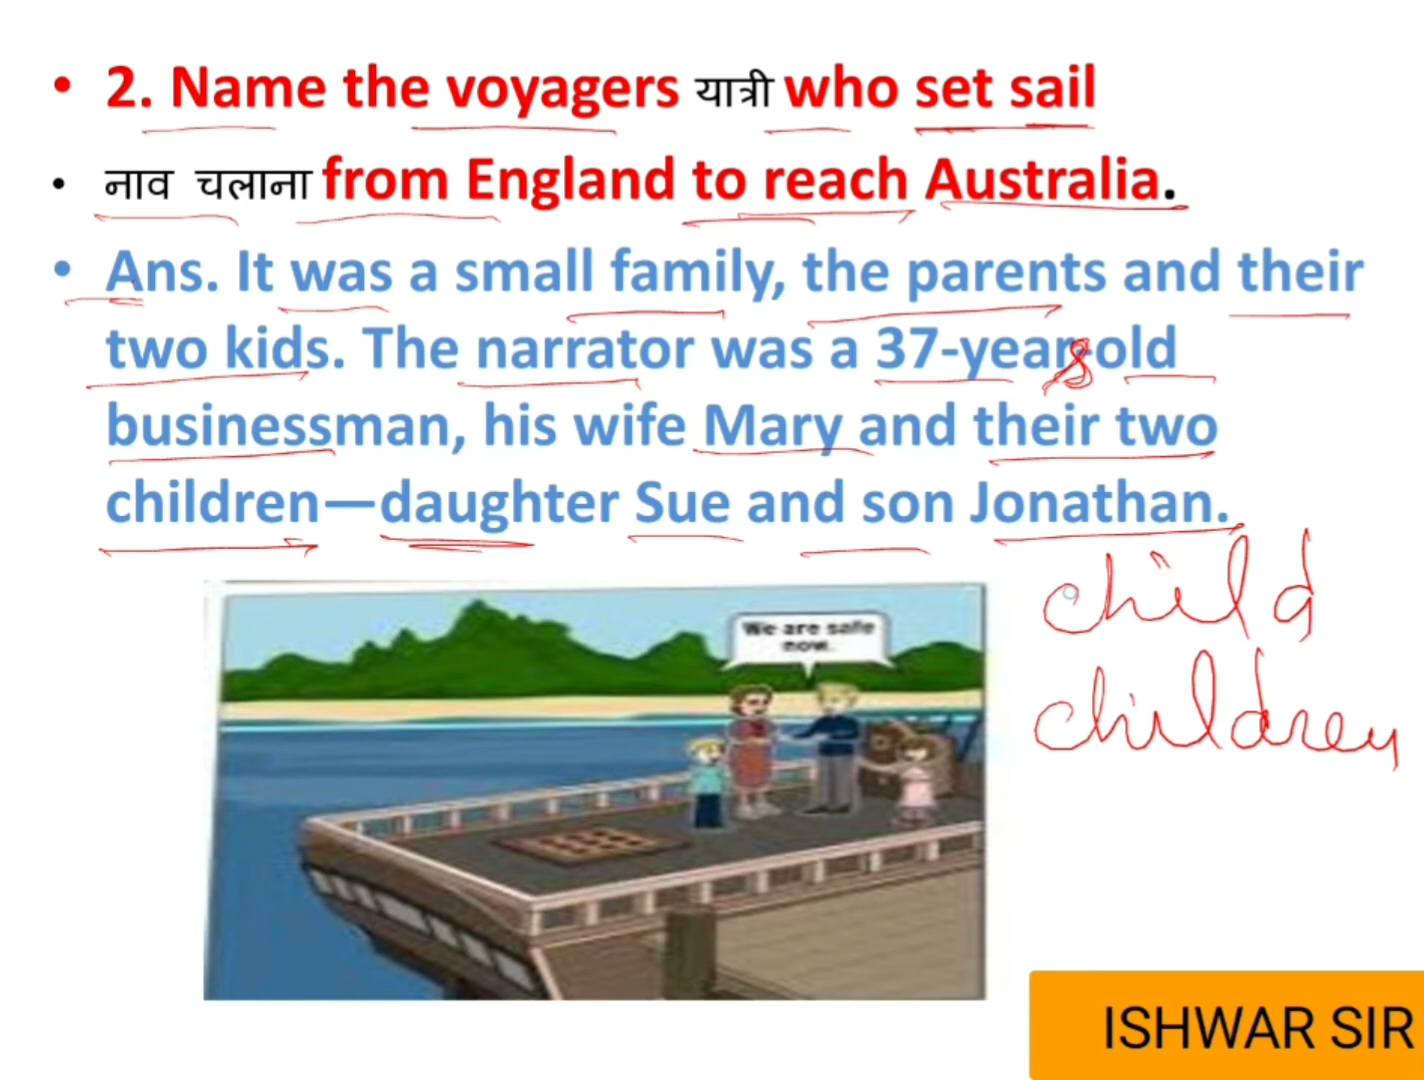 • 2. Name the voyagers यात्री who set sail
• नाव चलाना from England to reach Australia.
• Ans. It was a small family, the parents and their
two kids. The narrator was a 37-year-old
businessman, his wife Mary and their two
children—daughter Sue and son Jonathan.
s
child
children
We are safe
now.
ISHWAR SIR